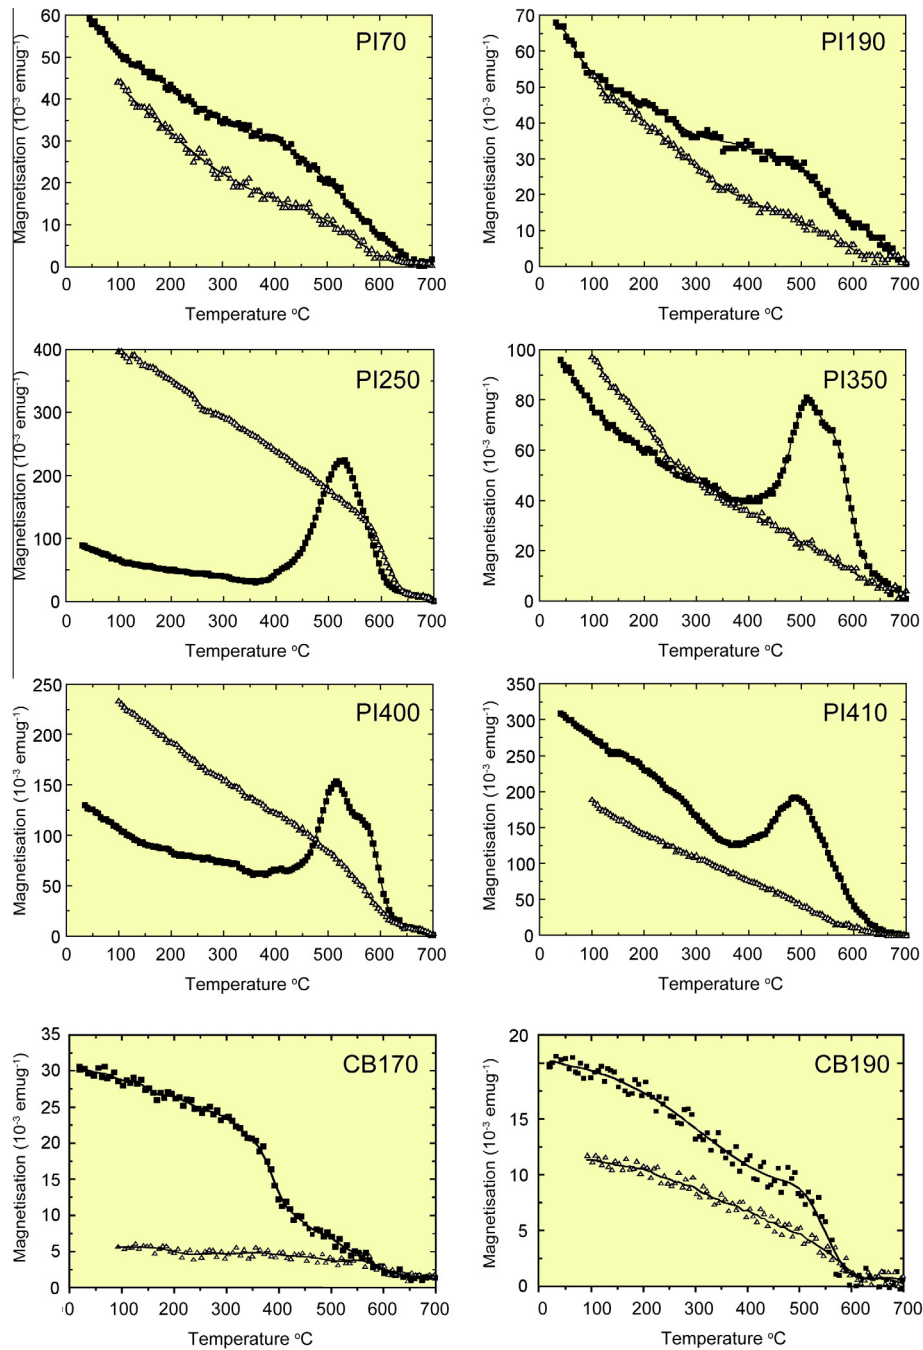 PI70
Magnetisation (10⁻³ emug⁻¹)
60
50
40
30
20
10
0
0 100 200 300 400 500 600 700
Temperature °C
PI190
Magnetisation (10⁻³ emug⁻¹)
70
60
50
40
30
20
10
0
0 100 200 300 400 500 600 700
Temperature °C
PI250
Magnetisation (10⁻³ emug⁻¹)
400
300
200
100
0
0 100 200 300 400 500 600 700
Temperature °C
PI350
Magnetisation (10⁻³ emug⁻¹)
100
80
60
40
20
0
0 100 200 300 400 500 600 700
Temperature °C
PI400
Magnetisation (10⁻³ emug⁻¹)
250
200
150
100
50
0
0 100 200 300 400 500 600 700
Temperature °C
PI410
Magnetisation (10⁻³ emug⁻¹)
350
300
250
200
150
100
50
0
0 100 200 300 400 500 600 700
Temperature °C
CB170
Magnetisation (10⁻³ emug⁻¹)
35
30
25
20
15
10
5
0
0 100 200 300 400 500 600 700
Temperature °C
CB190
Magnetisation (10⁻³ emug⁻¹)
20
15
10
5
0
0 100 200 300 400 500 600 700
Temperature °C